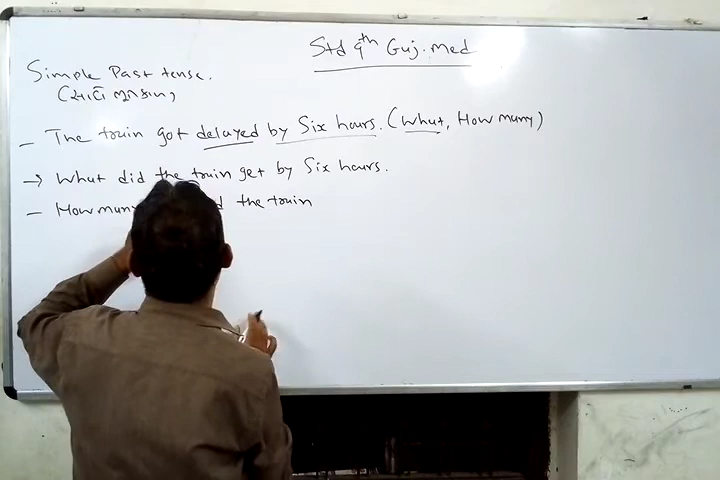 Std 9th Guj. Med
Simple Past tense.
(સાદો ભૂતકાળ)
- The train got delayed by Six hours. (What, How many)
→ What did the train get by Six hours.
- How many the train